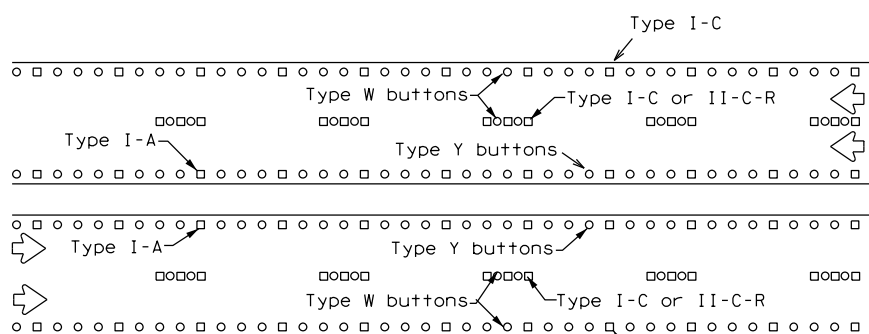 Type I-C
Type W buttons
Type I-C or II-C-R
Type I-A
Type Y buttons
Type I-A
Type Y buttons
Type W buttons
Type I-C or II-C-R